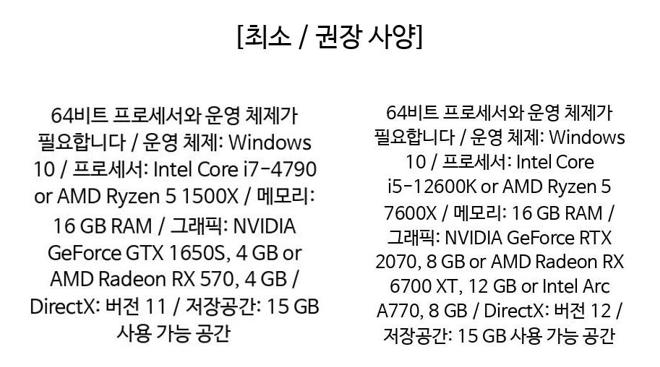 [최소 / 권장 사양]
64비트 프로세서와 운영 체제가
필요합니다 / 운영 체제: Windows
10 / 프로세서: Intel Core i7-4790
or AMD Ryzen 5 1500X / 메모리:
16 GB RAM / 그래픽: NVIDIA
GeForce GTX 1650S, 4 GB or
AMD Radeon RX 570, 4 GB /
DirectX: 버전 11 / 저장공간: 15 GB
사용 가능 공간
64비트 프로세서와 운영 체제가
필요합니다 / 운영 체제: Windows
10 / 프로세서: Intel Core
i5-12600K or AMD Ryzen 5
7600X / 메모리: 16 GB RAM /
그래픽: NVIDIA GeForce RTX
2070, 8 GB or AMD Radeon RX
6700 XT, 12 GB or Intel Arc
A770, 8 GB / DirectX: 버전 12 /
저장공간: 15 GB 사용 가능 공간